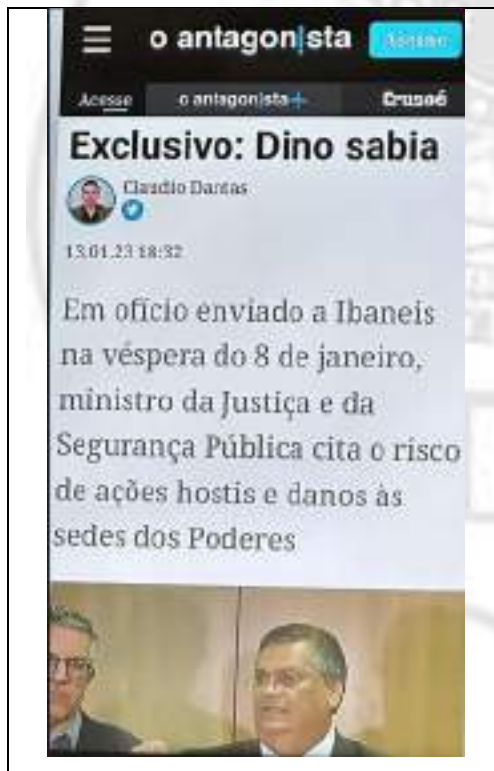 o antagonista
Assine
Acesse
o antagonista+
Crusoé
Exclusivo: Dino sabia
Claudio Dantas
13.01.23 18:32
Em ofício enviado a Ibaneis
na véspera do 8 de janeiro,
ministro da Justiça e da
Segurança Pública cita o risco
de ações hostis e danos às
sedes dos Poderes